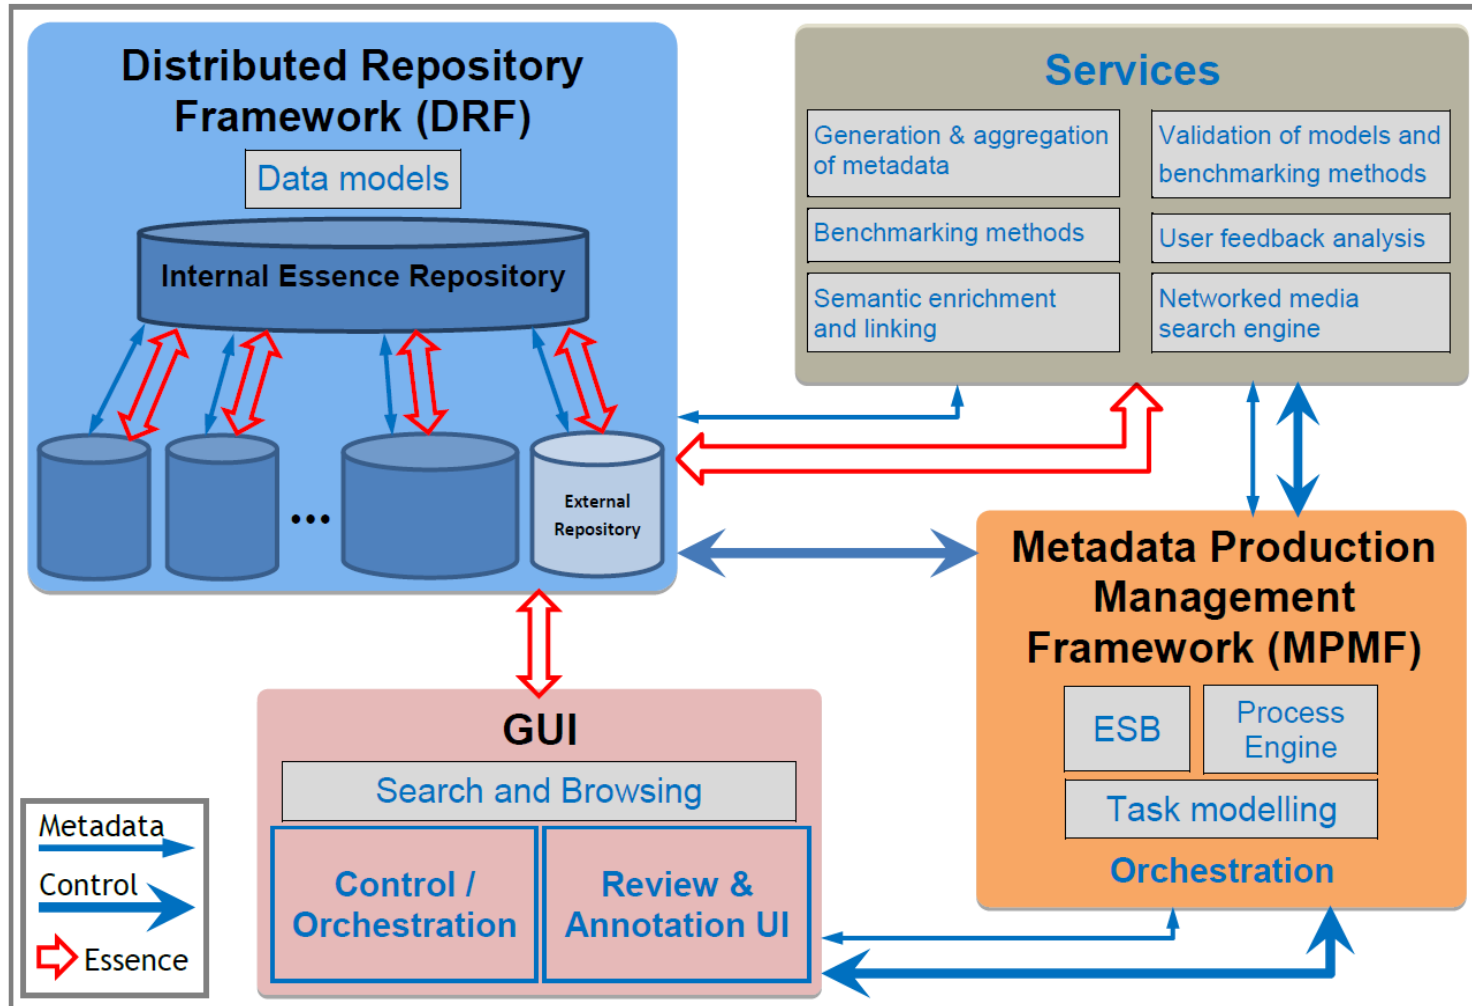 Distributed Repository
Framework (DRF)
Data models
Internal Essence Repository
...
External
Repository
Services
Generation & aggregation
of metadata
Validation of models and
benchmarking methods
Benchmarking methods
User feedback analysis
Semantic enrichment
and linking
Networked media
search engine
Metadata Production
Management
Framework (MPMF)
ESB
Process
Engine
Task modelling
Orchestration
GUI
Search and Browsing
Control /
Orchestration
Review &
Annotation UI
Metadata
Control
Essence